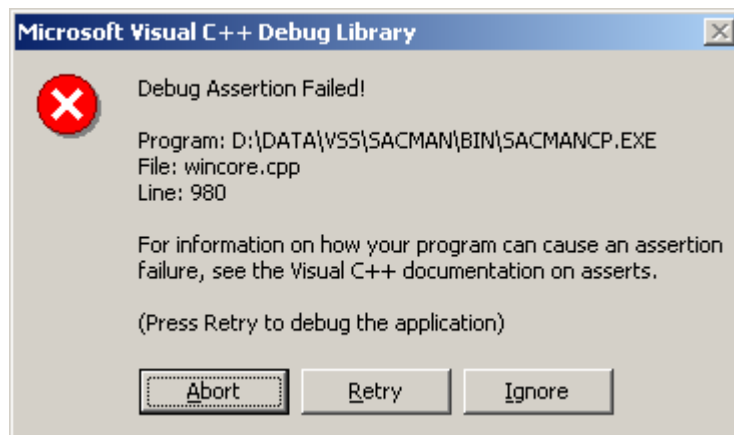 Microsoft Visual C++ Debug Library
Debug Assertion Failed!
Program: D:\DATA\VSS\SACMAN\BIN\SACMANCP.EXE
File: wincore.cpp
Line: 980
For information on how your program can cause an assertion
failure, see the Visual C++ documentation on asserts.
(Press Retry to debug the application)
Abort
Retry
Ignore